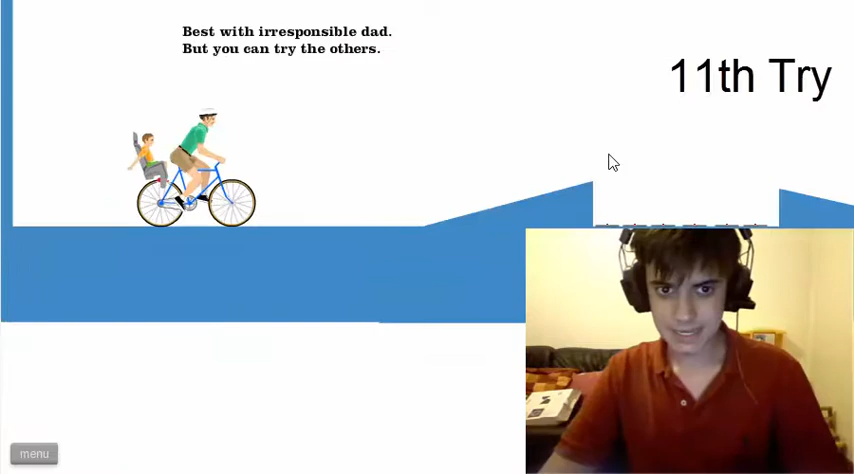 Best with irresponsible dad.
But you can try the others.
11th Try
menu